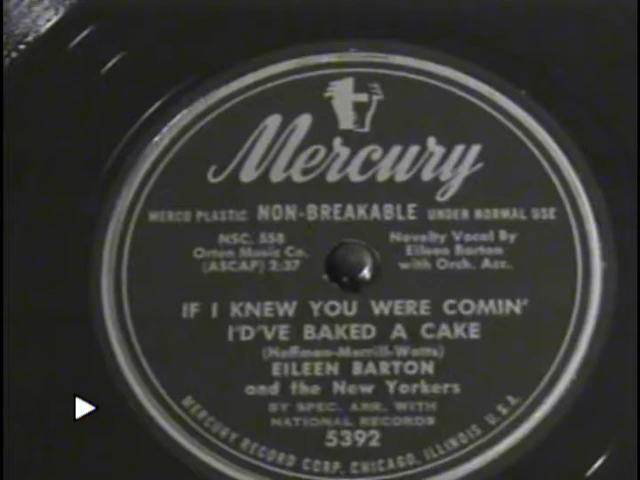 Mercury
MERCO PLASTIC NON-BREAKABLE UNDER NORMAL USE
NSC. 558
Orten Music Co.
(ASCAP) 2:37
Novelty Vocal By
Eileen Barton
with Orch. Acc.
IF I KNEW YOU WERE COMIN'
I'D'VE BAKED A CAKE
(Hoffman-Merrill-Watts)
EILEEN BARTON
and the New Yorkers
BY SPEC. ARR. WITH
NATIONAL RECORDS
5392
MERCURY RECORD CORP. CHICAGO, ILLINOIS, U.S.A.